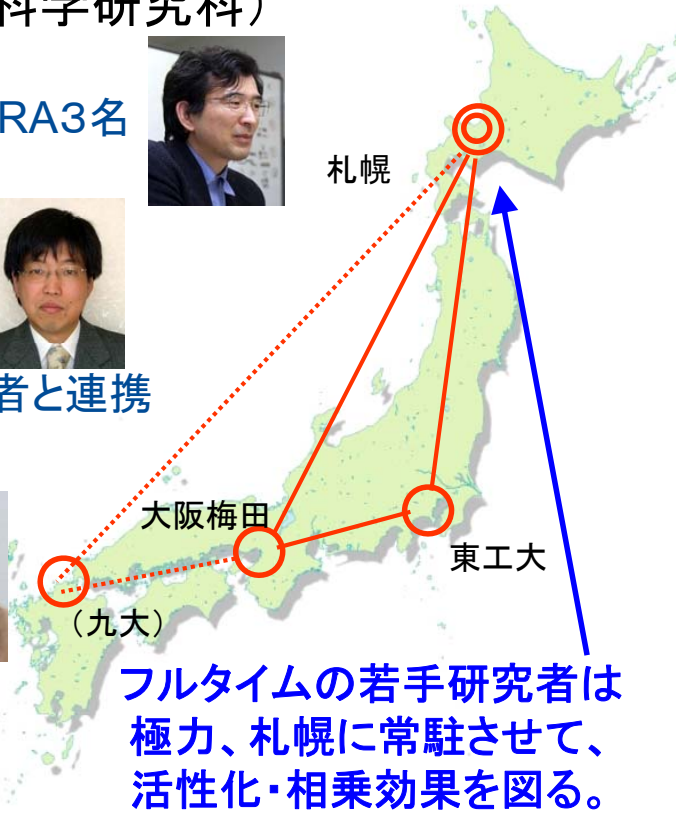 科学研究科）
RA３名
札幌
者と連携
大阪梅田
東工大
（九大）
フルタイムの若手研究者は
極力、札幌に常駐させて、
活性化・相乗効果を図る。